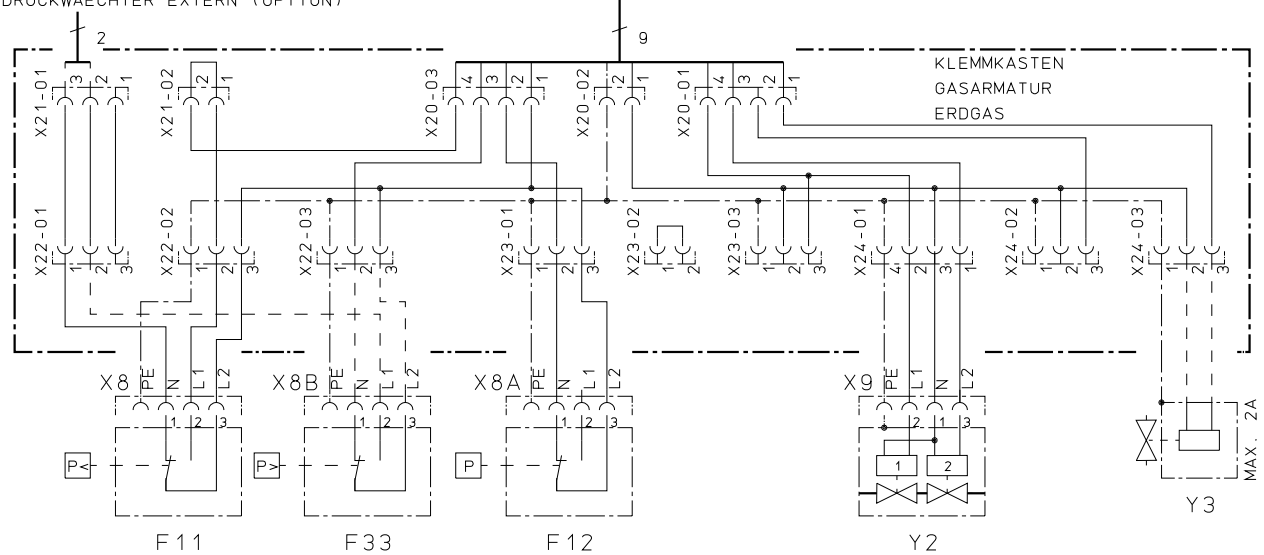 DRUCKWAECHTER EXTERN (OPTION)
2
9
KLEMMKASTEN
GASARMATUR
ERDGAS
X21-01 3 2 1
X21-02 2 1
X20-03 4 3 2 1
X20-02 2 1
X20-01 4 3 2 1
X22-01 1 2 3
X22-02 1 2 3
X22-03 1 2 3
X23-01 1 2 3
X23-02 1 2
X23-03 1 2 3
X24-01 4 2 3 1
X24-02 1 2 3
X24-03 1 2 3
X8 PE N L1 L2
X8B PE N L1 L2
X8A PE N L1 L2
X9 PE L1 N L2
1 2 3
1 2 3
1 2 3
2 1 3
P<
P>
P
1 2
MAX. 2A
F11
F33
F12
Y2
Y3